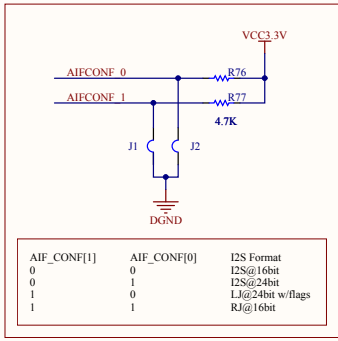 VCC3.3V
AIFCONF_0
R76
AIFCONF_1
R77
4.7K
J1
J2
DGND
AIF_CONF[1] AIF_CONF[0] I2S Format
0 0 I2S@16bit
0 1 I2S@24bit
1 0 LJ@24bit w/flags
1 1 RJ@16bit